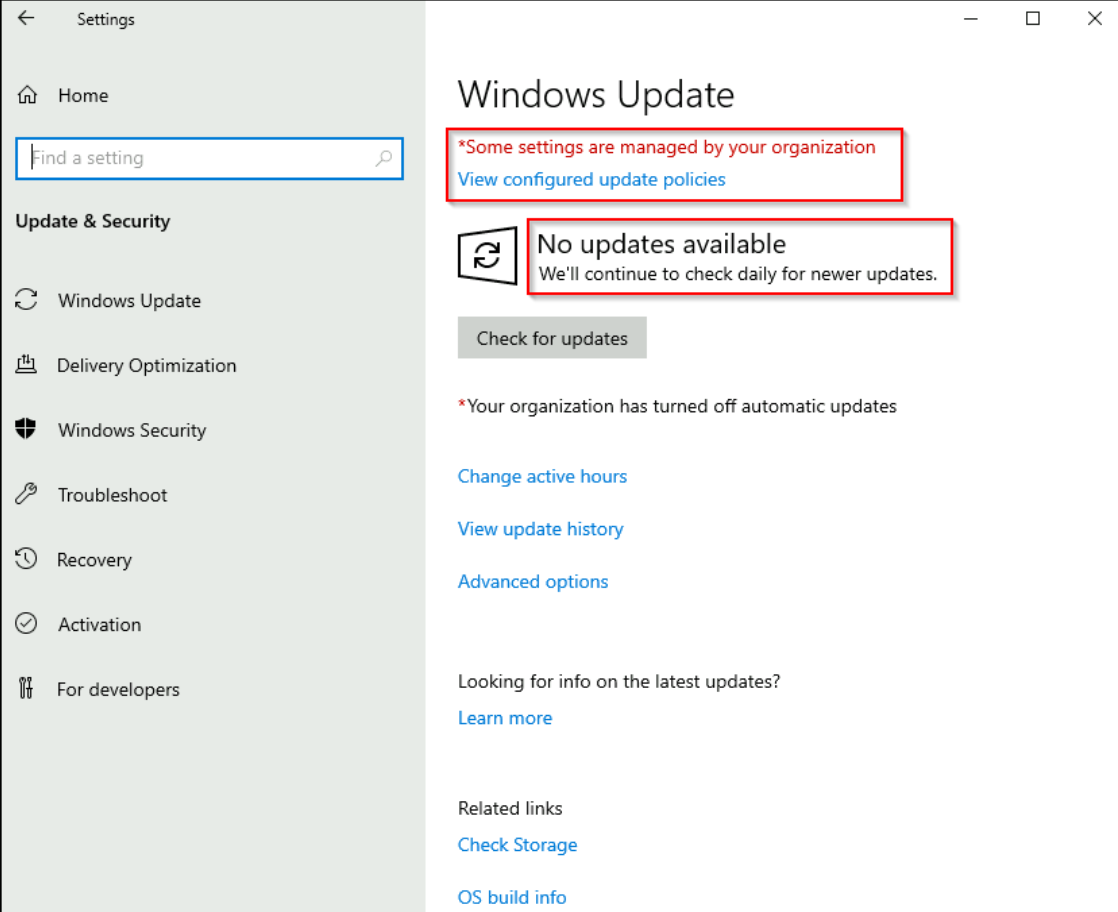 Settings
Home
Find a setting
Update & Security
Windows Update
Delivery Optimization
Windows Security
Troubleshoot
Recovery
Activation
For developers
Windows Update
*Some settings are managed by your organization
View configured update policies
No updates available
We'll continue to check daily for newer updates.
Check for updates
*Your organization has turned off automatic updates
Change active hours
View update history
Advanced options
Looking for info on the latest updates?
Learn more
Related links
Check Storage
OS build info